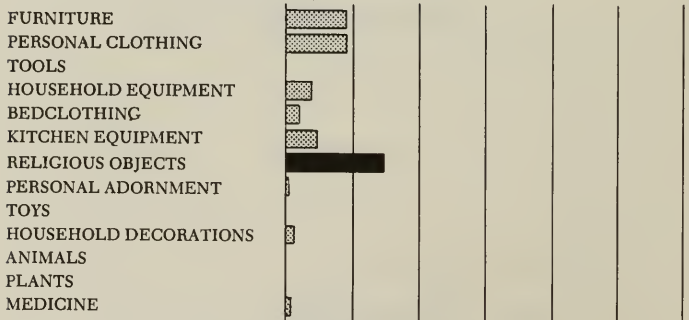 FURNITURE
PERSONAL CLOTHING
TOOLS
HOUSEHOLD EQUIPMENT
BEDCLOTHING
KITCHEN EQUIPMENT
RELIGIOUS OBJECTS
PERSONAL ADORNMENT
TOYS
HOUSEHOLD DECORATIONS
ANIMALS
PLANTS
MEDICINE